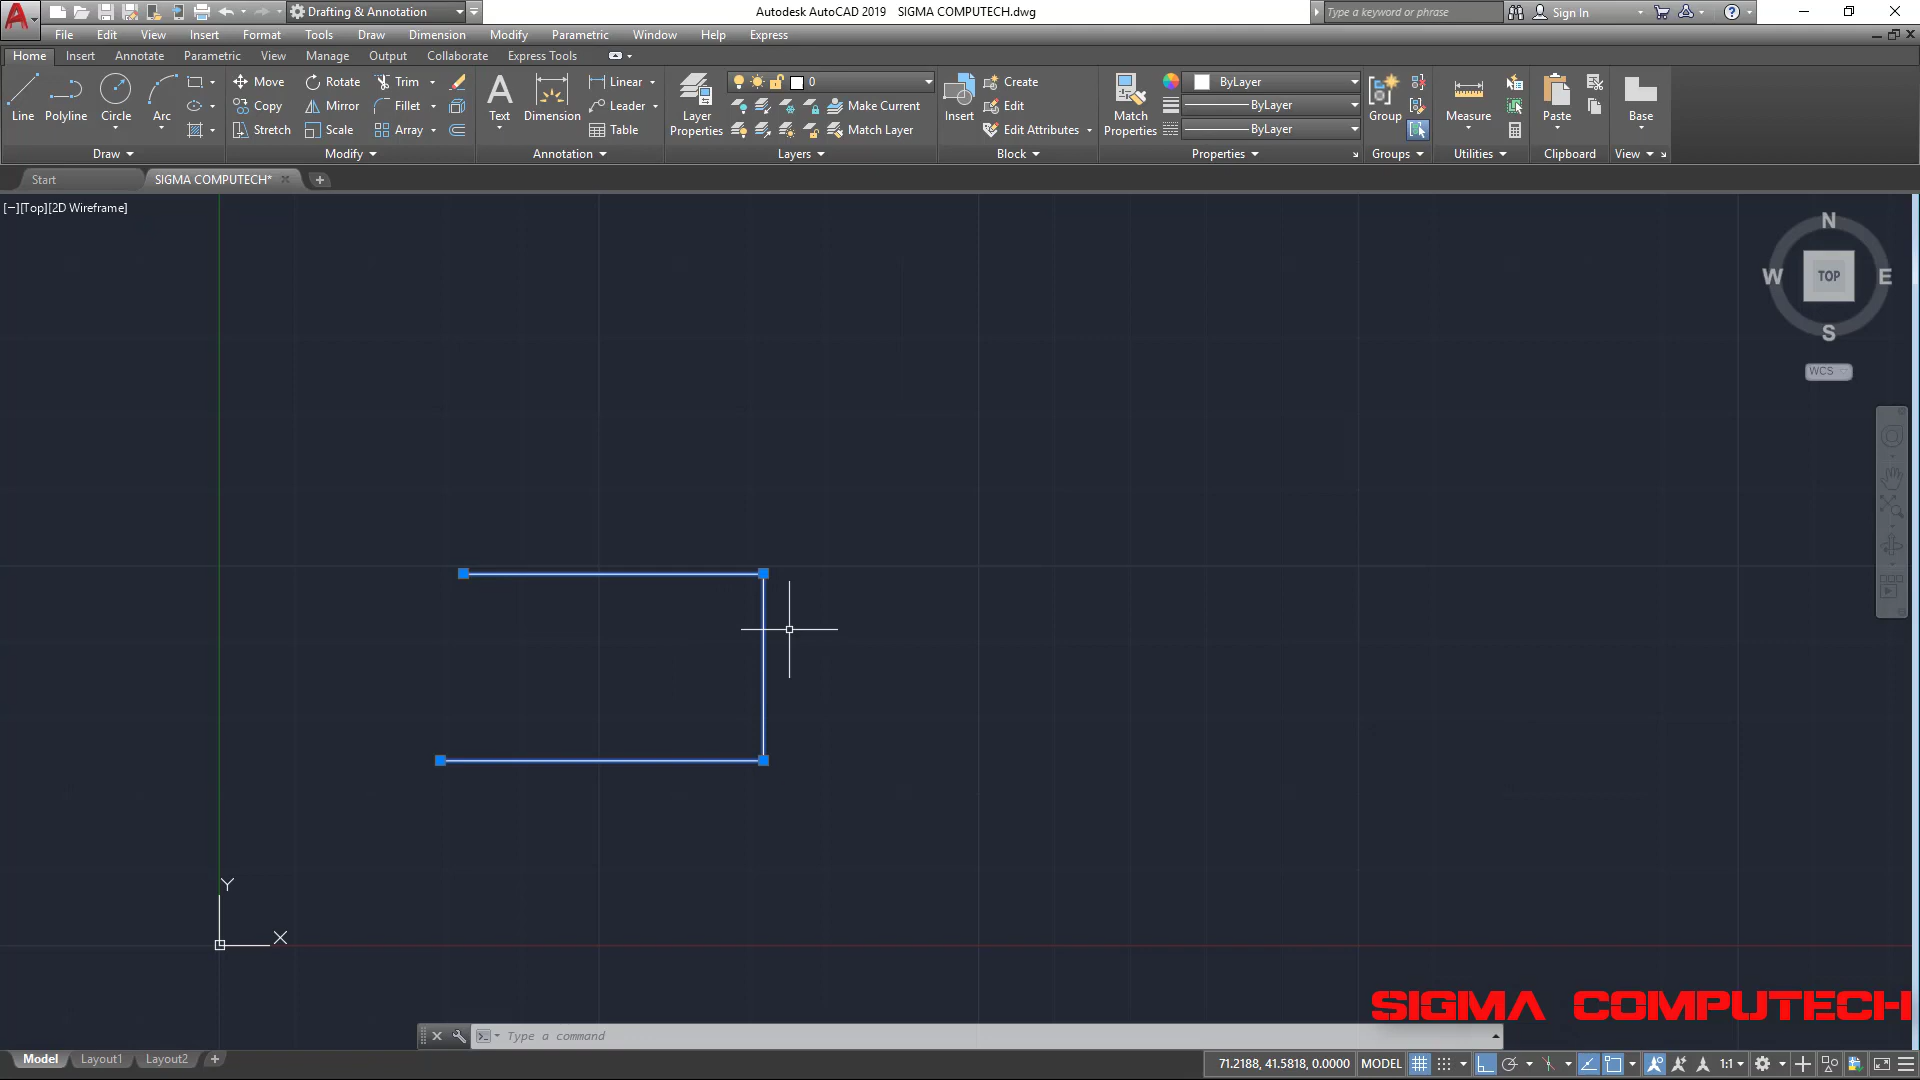 Drafting & Annotation
Autodesk AutoCAD 2019 SIGMA COMPUTECH.dwg
Type a keyword or phrase
Sign In
File Edit View Insert Format Tools Draw Dimension Modify Parametric Window Help Express
Home Insert Annotate Parametric View Manage Output Collaborate Express Tools
Line Polyline Circle Arc
Move Rotate Trim
Copy Mirror Fillet
Stretch Scale Array
Text Dimension
Linear
Leader
Table
Layer Properties
0
Make Current
Match Layer
Insert
Create
Edit
Edit Attributes
Match Properties
ByLayer
ByLayer
ByLayer
Group
Measure
Paste
Base
Draw Modify Annotation Layers Block Properties Groups Utilities Clipboard View
Start SIGMA COMPUTECH*
[−][Top][2D Wireframe]
N
W TOP E
S
WCS
Y
X
SIGMA COMPUTECH
Type a command
Model Layout1 Layout2
71.2188, 41.5818, 0.0000 MODEL 1:1